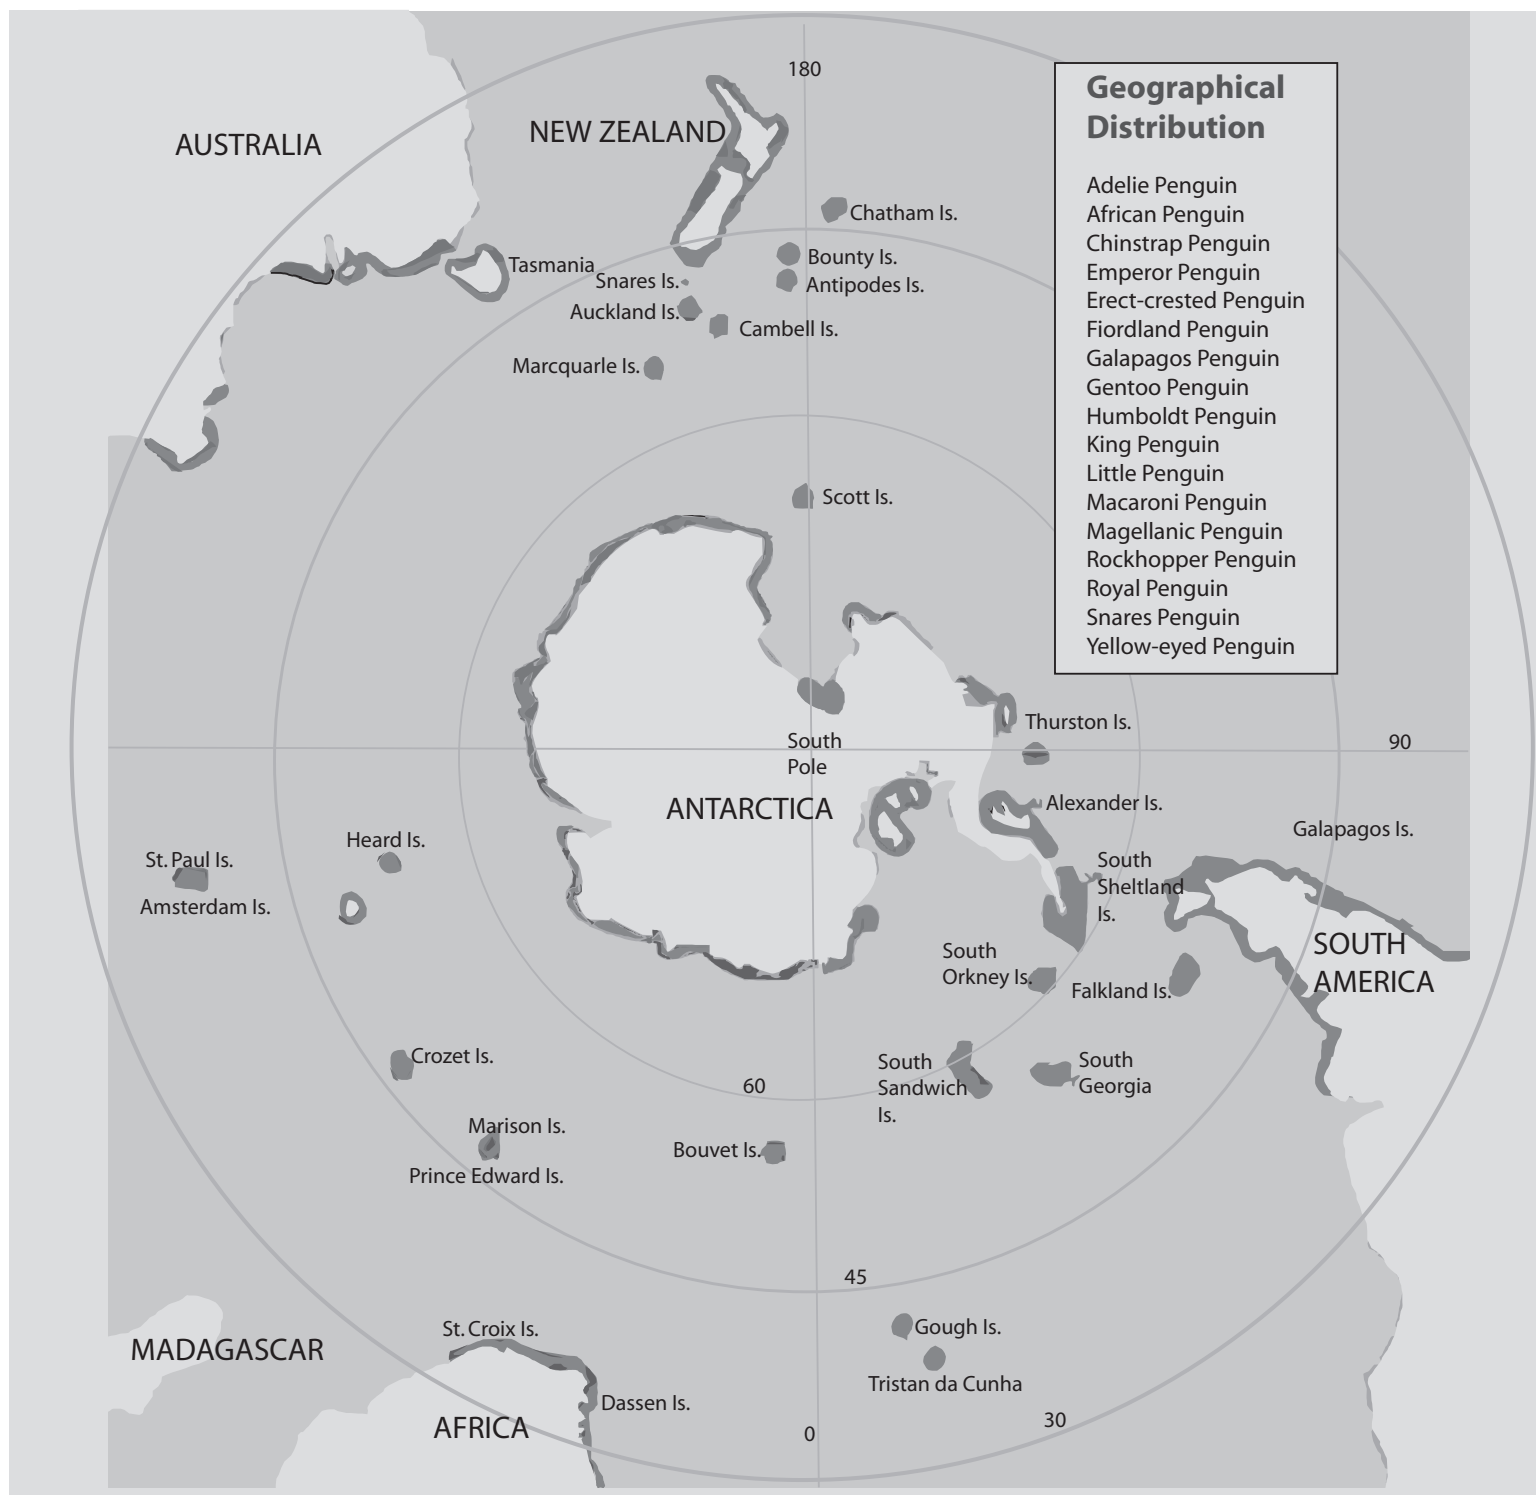 180
Geographical
Distribution
AUSTRALIA
NEW ZEALAND
Adelie Penguin
African Penguin
Chinstrap Penguin
Emperor Penguin
Erect-crested Penguin
Fiordland Penguin
Galapagos Penguin
Gentoo Penguin
Humboldt Penguin
King Penguin
Little Penguin
Macaroni Penguin
Magellanic Penguin
Rockhopper Penguin
Royal Penguin
Snares Penguin
Yellow-eyed Penguin
Chatham Is.
Bounty Is.
Tasmania
Snares Is.
Antipodes Is.
Auckland Is.
Cambell Is.
Marcquarle Is.
Scott Is.
Thurston Is.
South
Pole
90
ANTARCTICA
Alexander Is.
Galapagos Is.
Heard Is.
St. Paul Is.
Amsterdam Is.
South
Sheltland
Is.
SOUTH
AMERICA
South
Orkney Is.
Falkland Is.
Crozet Is.
South
Sandwich
Is.
South
Georgia
60
Marison Is.
Prince Edward Is.
Bouvet Is.
45
St. Croix Is.
Gough Is.
MADAGASCAR
Tristan da Cunha
Dassen Is.
AFRICA
30
0